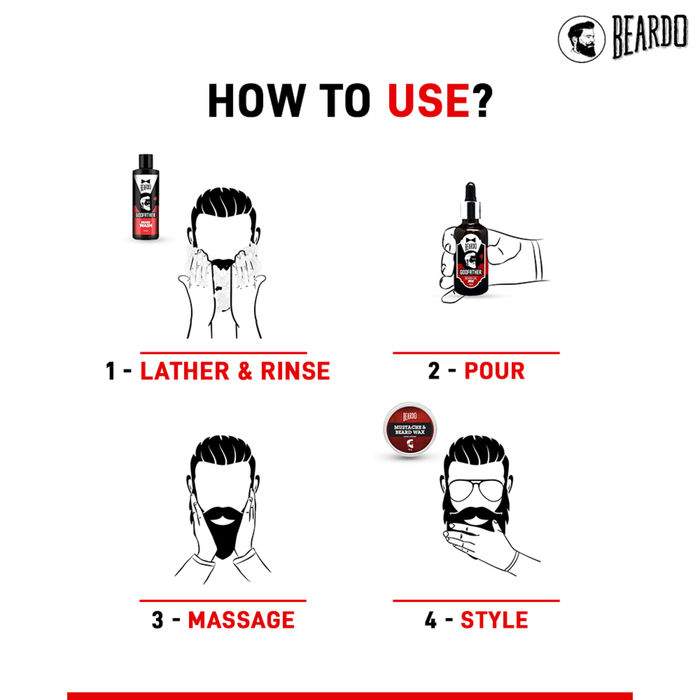 BEARDO
HOW TO USE?
BEARDO
GODFATHER
BEARD
WASH
BEARDO
GODFATHER
1 - LATHER & RINSE
2 - POUR
BEARDO
MUSTACHE &
BEARD WAX
3 - MASSAGE
4 - STYLE